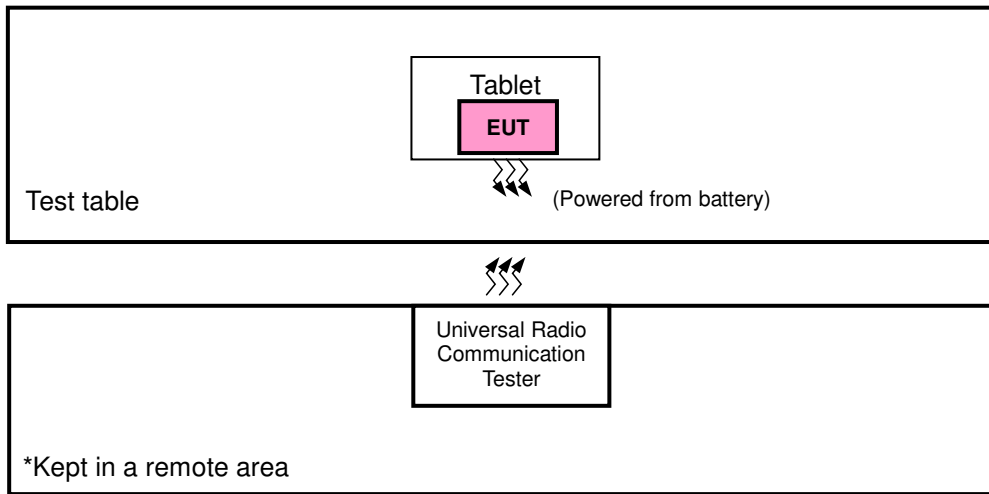 Tablet
EUT
Test table
(Powered from battery)
Universal Radio
Communication
Tester
*Kept in a remote area